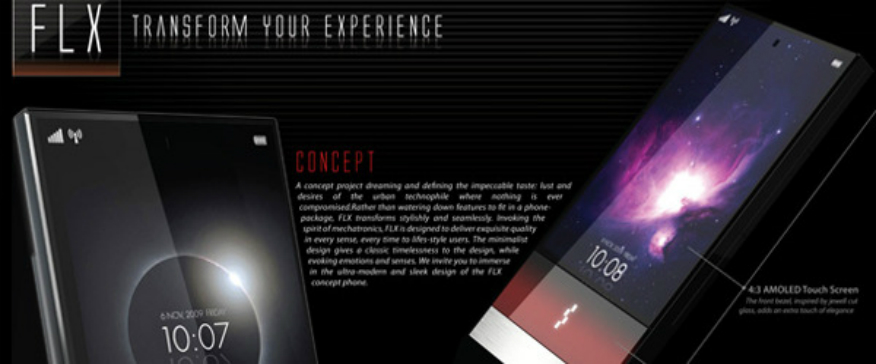 FLX TRANSFORM YOUR EXPERIENCE
CONCEPT
A concept project dreaming and defining the impeccable taste: lust and
desires of the urban technophile where nothing is ever
compromised.Rather than watering down features to fit in a phone-
package, FLX transforms stylishly and seamlessly. Invoking the
spirit of mechatronics, FLX is designed to deliver exquisite quality
in every sense, every time to lifes-style users. The minimalist
design gives a classic timelessness to the design, while
evoking emotions and senses. We invite you to immerse
in the ultra-modern and sleek design of the FLX
concept phone.
6 NOV, 2009 FRIDAY
10:07
10:08
4:3 AMOLED Touch Screen
The front bezel, inspired by jewell cut
glass, adds an extra touch of elegance